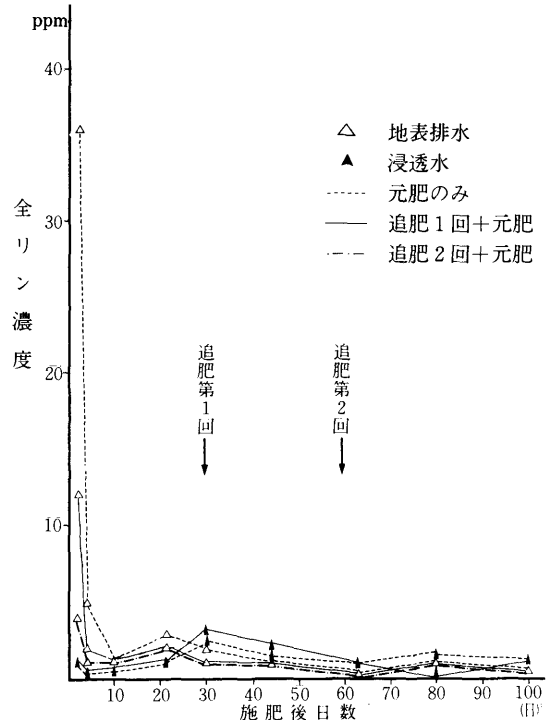 ppm
40
30
20
10
全リン濃度
地表排水
浸透水
元肥のみ
追肥1回+元肥
追肥2回+元肥
追肥第1回
追肥第2回
10 20 30 40 50 60 70 80 90 100
(日)
施肥後日数